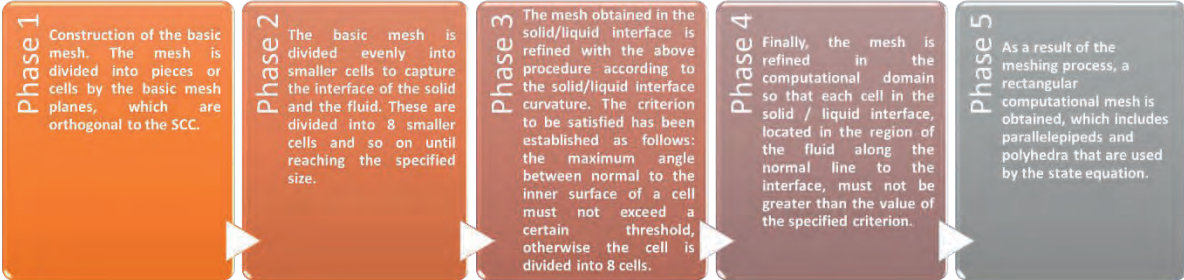 Phase 1
Construction of the basic
mesh. The mesh is
divided into pieces or
cells by the basic mesh
planes, which are
orthogonal to the SCC.
Phase 2
The basic mesh is
divided evenly into
smaller cells to capture
the interface of the solid
and the fluid. These are
divided into 8 smaller
cells and so on until
reaching the specified
size.
Phase 3
The mesh obtained in the
solid/liquid interface is
refined with the above
procedure according to
the solid/liquid interface
curvature. The criterion
to be satisfied has been
established as follows:
the maximum angle
between normal to the
inner surface of a cell
must not exceed a
certain threshold,
otherwise the cell is
divided into 8 cells.
Phase 4
Finally, the mesh is
refined in the
computational domain
so that each cell in the
solid / liquid interface,
located in the region of
the fluid along the
normal line to the
interface, must not be
greater than the value of
the specified criterion.
Phase 5
As a result of the
meshing process, a
rectangular
computational mesh is
obtained, which includes
parallelepipeds and
polyhedra that are used
by the state equation.